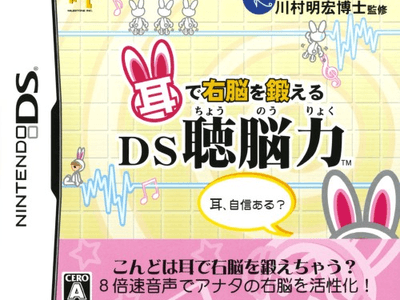 川村明宏博士監修
NINTENDO DS
TM
耳で右脳を鍛える
ちょう のう りょく
DS 聴脳力 TM
耳、自信ある?
こんどは耳で右脳を鍛えちゃう?
8倍速音声でアナタの右脳を活性化!
CERO
A